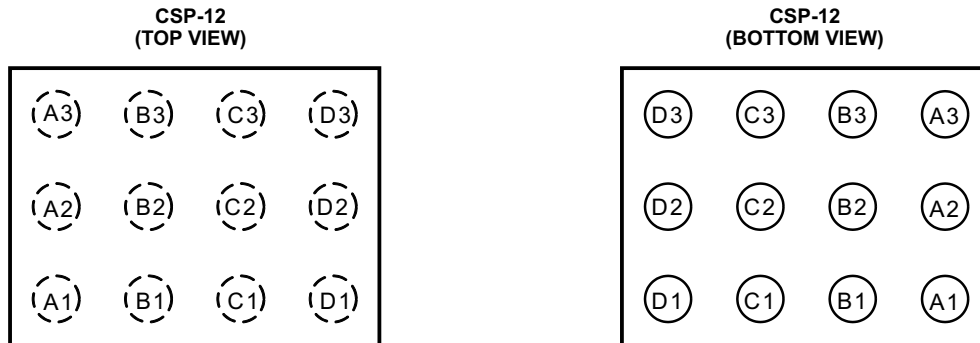 CSP-12
(TOP VIEW)
A3 B3 C3 D3
A2 B2 C2 D2
A1 B1 C1 D1
CSP-12
(BOTTOM VIEW)
D3 C3 B3 A3
D2 C2 B2 A2
D1 C1 B1 A1